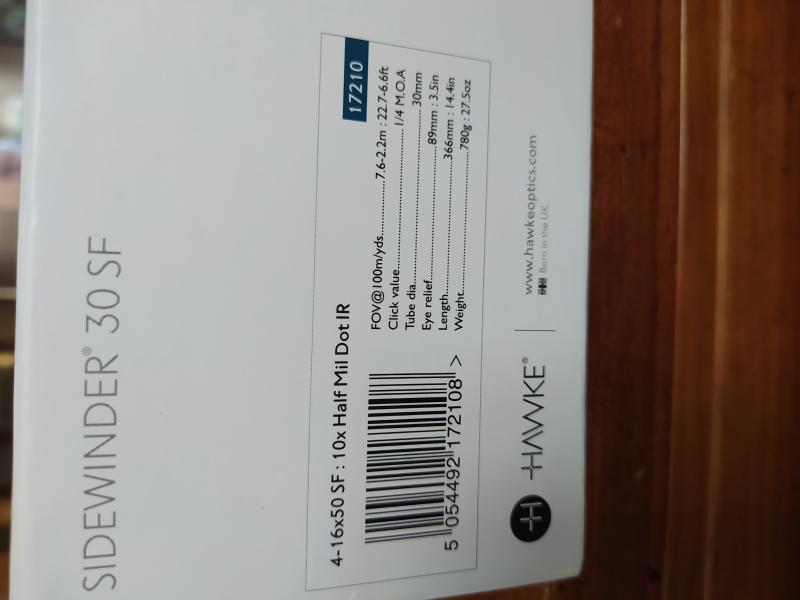 SIDEWINDER® 30 SF
4-16x50 SF : 10x Half Mil Dot IR
17210
FOV@100m/yds..........7.6-2.2m : 22.7-6.6ft
Click value..............................1/4 M.O.A
Tube dia.......................................30mm
Eye relief............................89mm : 3.5in
Length............................366mm : 14.4in
Weight..............................780g : 27.5oz
5 054492 172108 >
HAWKE®
www.hawkeoptics.com
Born in the UK